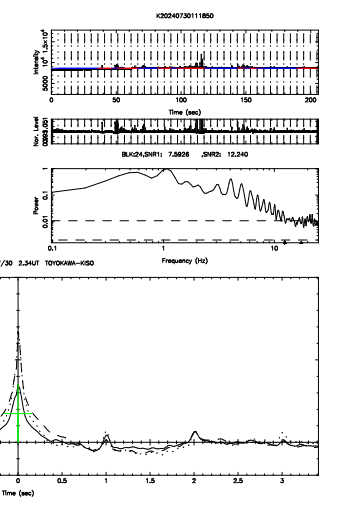 K20240730111850
1.5×10⁴
10⁴
5000
Intensity
0 50 100 150 200
Time (sec)
Nor. Level
BLK:24,SNR1: 7.5926 ,SNR2: 12.240
1
0.1
0.01
Power
0.1 1 10
Frequency (Hz)
/30 2.34UT TOYOKAWA-KISO
0 0.5 1 1.5 2 2.5 3
Time (sec)